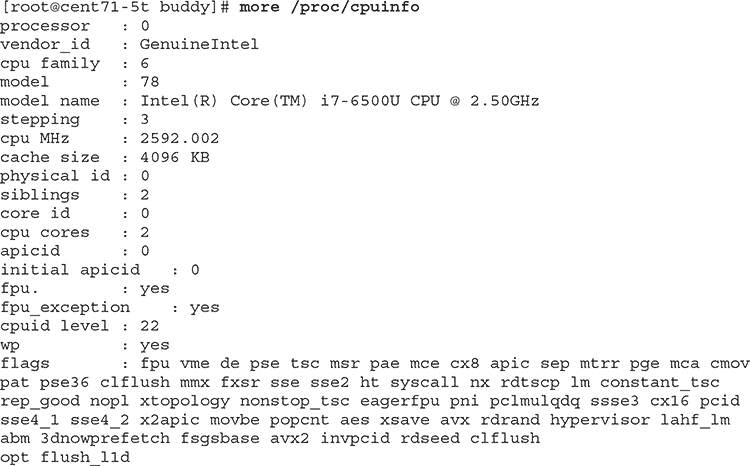 [root@cent71-5t buddy]# more /proc/cpuinfo
processor : 0
vendor_id : GenuineIntel
cpu family : 6
model : 78
model name : Intel(R) Core(TM) i7-6500U CPU @ 2.50GHz
stepping : 3
cpu MHz : 2592.002
cache size : 4096 KB
physical id : 0
siblings : 2
core id : 0
cpu cores : 2
apicid : 0
initial apicid : 0
fpu. : yes
fpu_exception : yes
cpuid level : 22
wp : yes
flags : fpu vme de pse tsc msr pae mce cx8 apic sep mtrr pge mca cmov
pat pse36 clflush mmx fxsr sse sse2 ht syscall nx rdtscp lm constant_tsc
rep_good nopl xtopology nonstop_tsc eagerfpu pni pclmulqdq ssse3 cx16 pcid
sse4_1 sse4_2 x2apic movbe popcnt aes xsave avx rdrand hypervisor lahf_lm
abm 3dnowprefetch fsgsbase avx2 invpcid rdseed clflush
opt flush_l1d